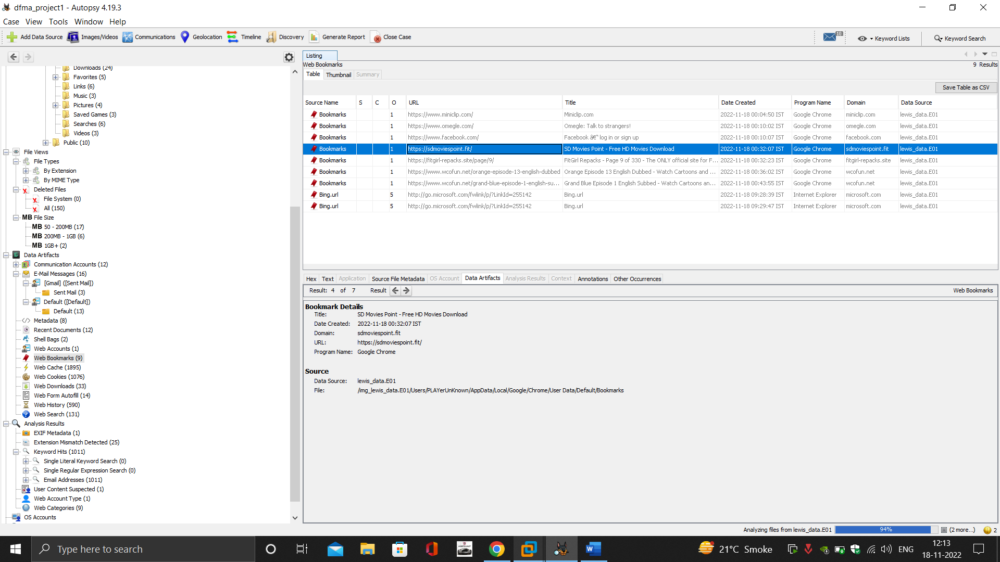 dfma_project1 - Autopsy 4.19.3
Case View Tools Window Help
Add Data Source Images/Videos Communications Geolocation Timeline Discovery Generate Report Close Case 10 Keyword Lists Keyword Search
Downloads (24)
Favorites (5)
Links (6)
Music (3)
Pictures (4)
Saved Games (3)
Searches (6)
Videos (3)
Public (10)
File Views
File Types
By Extension
By MIME Type
Deleted Files
File System (0)
All (150)
MB File Size
MB 50 - 200MB (17)
MB 200MB - 1GB (6)
MB 1GB+ (2)
Data Artifacts
Communication Accounts (12)
E-Mail Messages (16)
[Gmail] ([Sent Mail])
Sent Mail (3)
Default ([Default])
Default (13)
Metadata (8)
Recent Documents (12)
Shell Bags (2)
Web Accounts (1)
Web Bookmarks (9)
Web Cache (1895)
Web Cookies (1076)
Web Downloads (33)
Web Form Autofill (14)
Web History (590)
Web Search (131)
Analysis Results
EXIF Metadata (1)
Extension Mismatch Detected (25)
Keyword Hits (1011)
Single Literal Keyword Search (0)
Single Regular Expression Search (0)
Email Addresses (1011)
User Content Suspected (1)
Web Account Type (1)
Web Categories (9)
OS Accounts
Listing
Web Bookmarks 9 Results
Table Thumbnail Summary
Save Table as CSV
Source Name S C O URL Title Date Created Program Name Domain Data Source
Bookmarks 1 https://www.miniclip.com/ Miniclip.com 2022-11-18 00:04:50 IST Google Chrome miniclip.com lewis_data.E01
Bookmarks 1 https://www.omegle.com/ Omegle: Talk to strangers! 2022-11-18 00:10:02 IST Google Chrome omegle.com lewis_data.E01
Bookmarks 1 https://www.facebook.com/ Facebook â€“ log in or sign up 2022-11-18 00:10:07 IST Google Chrome facebook.com lewis_data.E01
Bookmarks 1 https://sdmoviespoint.fit/ SD Movies Point - Free HD Movies Download 2022-11-18 00:32:07 IST Google Chrome sdmoviespoint.fit lewis_data.E01
Bookmarks 1 https://fitgirl-repacks.site/page/9/ FitGirl Repacks - Page 9 of 330 - The ONLY official site for F... 2022-11-18 00:32:23 IST Google Chrome fitgirl-repacks.site lewis_data.E01
Bookmarks 1 https://www.wcofun.net/orange-episode-13-english-dubbed Orange Episode 13 English Dubbed - Watch Cartoons and ... 2022-11-18 00:36:02 IST Google Chrome wcofun.net lewis_data.E01
Bookmarks 1 https://www.wcofun.net/grand-blue-episode-1-english-su... Grand Blue Episode 1 English Subbed - Watch Cartoons an... 2022-11-18 00:43:55 IST Google Chrome wcofun.net lewis_data.E01
Bing.url 5 http://go.microsoft.com/fwlink/p/?LinkId=255142 Bing.url 2022-11-18 09:28:39 IST Internet Explorer microsoft.com lewis_data.E01
Bing.url 5 http://go.microsoft.com/fwlink/p/?LinkId=255142 Bing.url 2022-11-18 09:29:47 IST Internet Explorer microsoft.com lewis_data.E01
Hex Text Application Source File Metadata OS Account Data Artifacts Analysis Results Context Annotations Other Occurrences
Result: 4 of 7 Result Web Bookmarks
Bookmark Details
Title: SD Movies Point - Free HD Movies Download
Date Created: 2022-11-18 00:32:07 IST
Domain: sdmoviespoint.fit
URL: https://sdmoviespoint.fit/
Program Name: Google Chrome
Source
Data Source: lewis_data.E01
File: /img_lewis_data.E01/Users/PLAYerUnKnown/AppData/Local/Google/Chrome/User Data/Default/Bookmarks
Analyzing files from lewis_data.E01 94% (2 more...) 2
Type here to search
21°C Smoke
ENG
12:13
18-11-2022